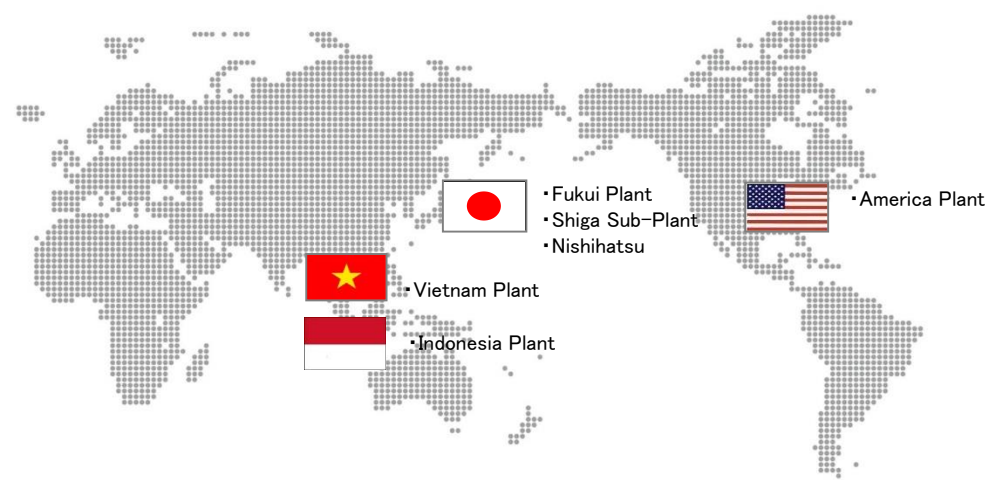 ・Fukui Plant
・Shiga Sub-Plant
・Nishihatsu
・America Plant
・Vietnam Plant
・Indonesia Plant